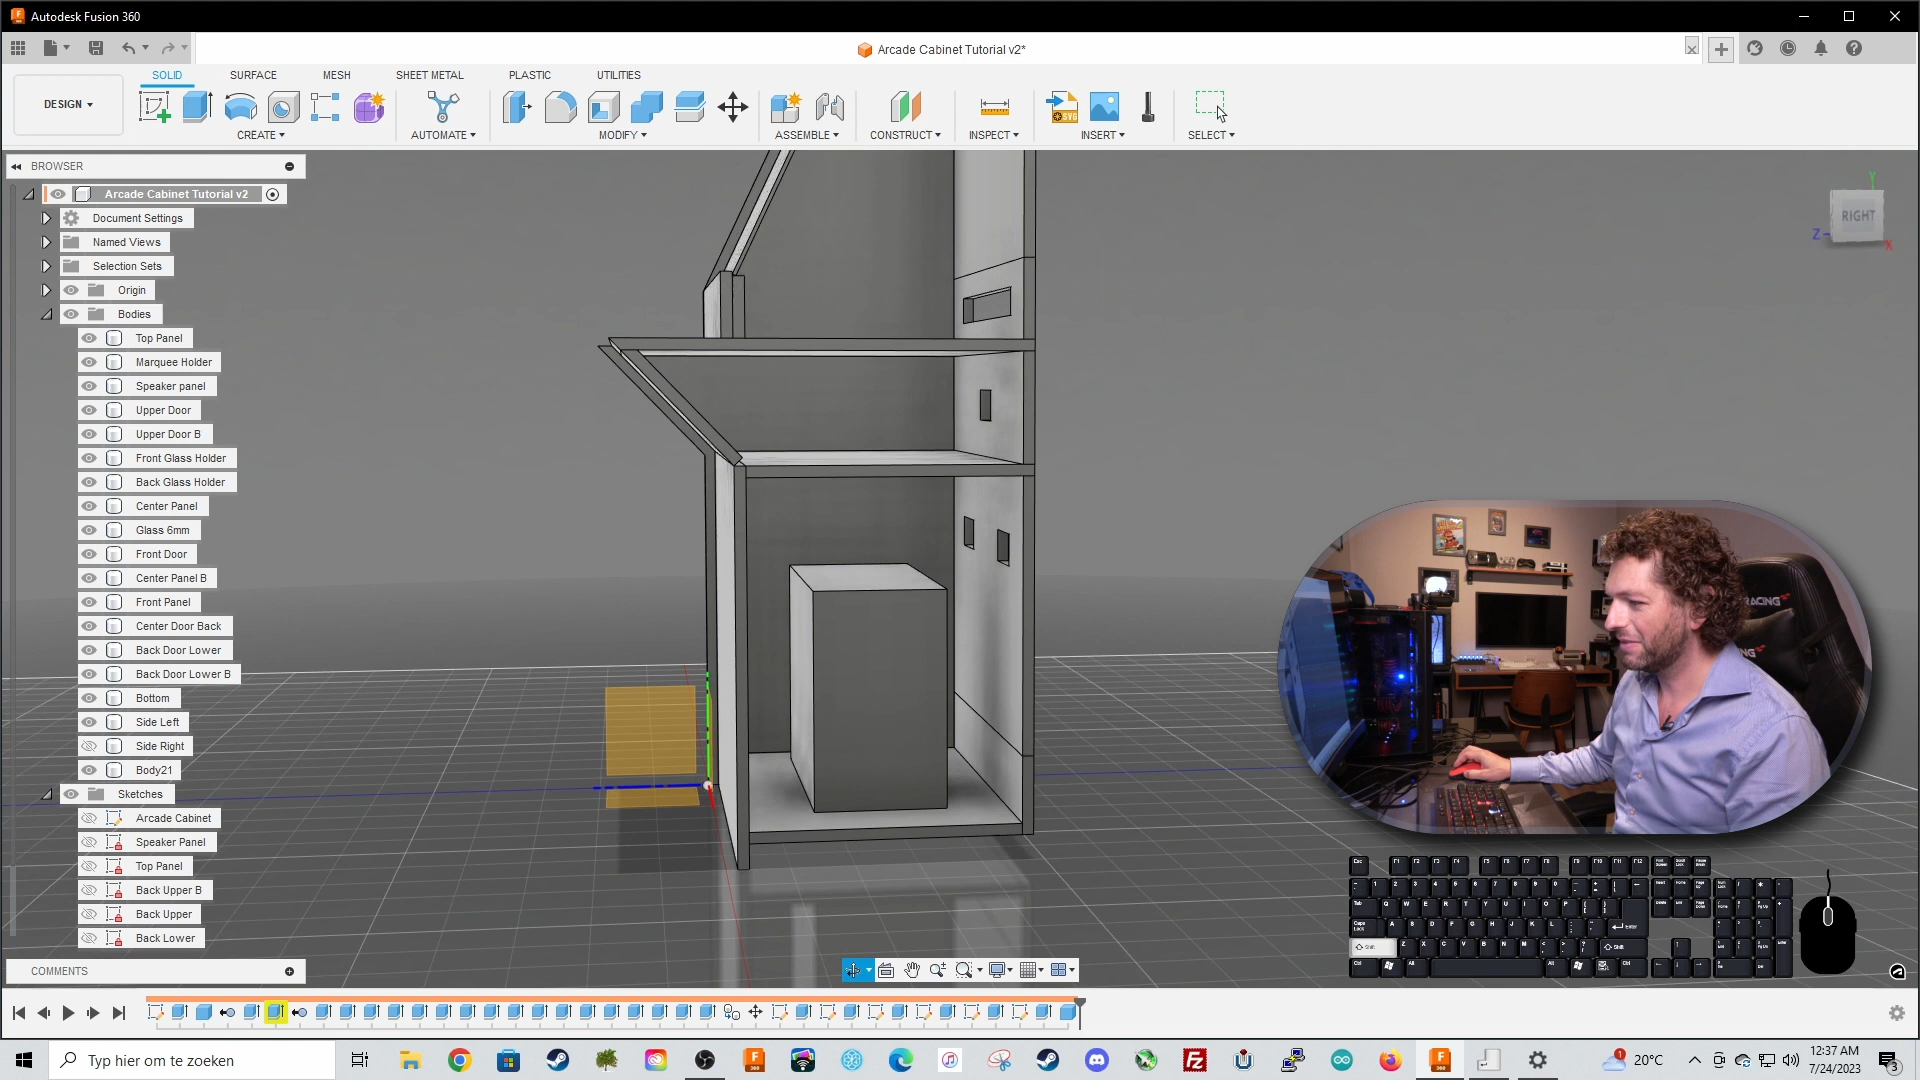 Autodesk Fusion 360
Arcade Cabinet Tutorial v2*
SOLID SURFACE MESH SHEET METAL PLASTIC UTILITIES
DESIGN ▾
CREATE ▾ AUTOMATE ▾ MODIFY ▾ ASSEMBLE ▾ CONSTRUCT ▾ INSPECT ▾ INSERT ▾ SELECT ▾
BROWSER
Arcade Cabinet Tutorial v2
Document Settings
Named Views
Selection Sets
Origin
Bodies
Top Panel
Marquee Holder
Speaker panel
Upper Door
Upper Door B
Front Glass Holder
Back Glass Holder
Center Panel
Glass 6mm
Front Door
Center Panel B
Front Panel
Center Door Back
Back Door Lower
Back Door Lower B
Bottom
Side Left
Side Right
Body21
Sketches
Arcade Cabinet
Speaker Panel
Top Panel
Back Upper B
Back Upper
Back Lower
COMMENTS
Y
RIGHT
Z
X
RACING
Typ hier om te zoeken
20°C
12:37 AM
7/24/2023
3